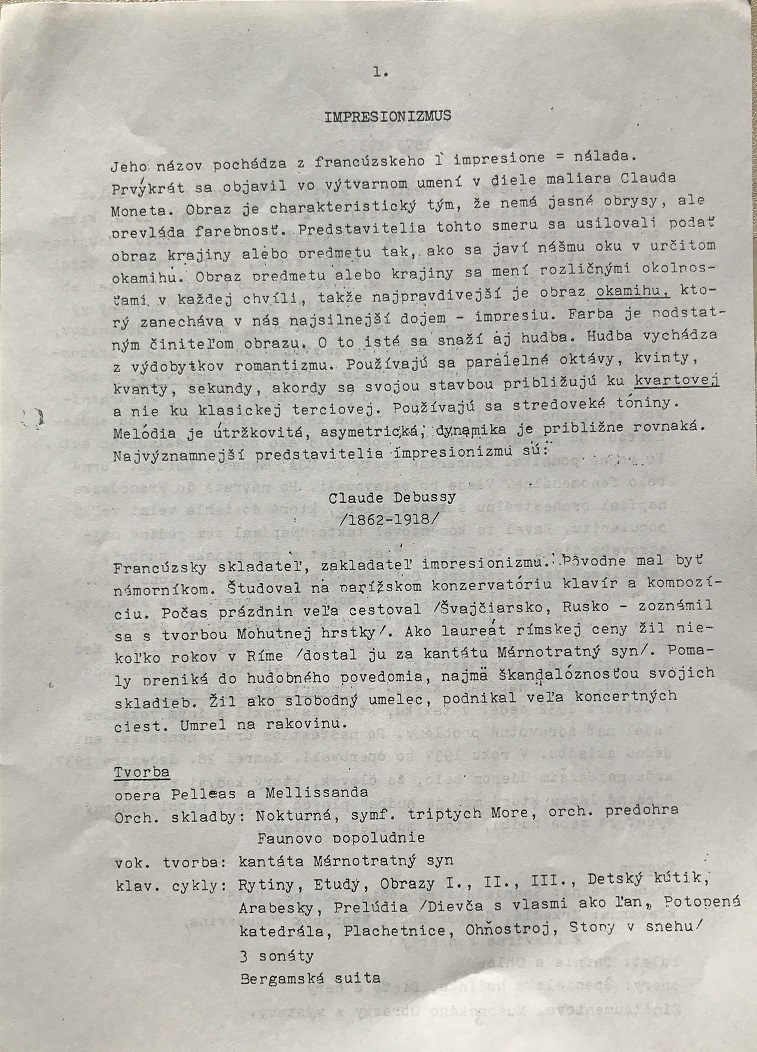 1.
IMPRESIONIZMUS
Jeho názov pochádza z francúzskeho l´ impresione = nálada.
Prvýkrát sa objavil vo výtvarnom umení v diele maliara Clauda
Moneta. Obraz je charakteristický tým, že nemá jasné obrysy, ale
prevláda farebnosť. Predstavitelia tohto smeru sa usilovali podať
obraz krajiny alebo predmetu tak, ako sa javí nášmu oku v určitom
okamihu. Obraz predmetu alebo krajiny sa mení rozličnými okolnos-
ťami v každej chvíli, takže najpravdivejší je obraz okamihu, kto-
rý zanecháva v nás najsilnejší dojem - impresiu. Farba je podstat-
ným činiteľom obrazu. O to isté sa snaží aj hudba. Hudba vychádza
z výdobytkov romantizmu. Používajú sa paralelné oktávy, kvinty,
kvanty, sekundy, akordy sa svojou stavbou približujú ku kvartovej
a nie ku klasickej terciovej. Používajú sa stredoveké tóniny.
Melódia je útržkovitá, asymetrická, dynamika je približne rovnaká.
Najvýznamnejší predstavitelia impresionizmu sú:
Claude Debussy
/1862-1918/
Francúzsky skladateľ, zakladateľ impresionizmu. Pôvodne mal byť
námorníkom. Študoval na parížskom konzervatóriu klavír a kompozí-
ciu. Počas prázdnin veľa cestoval /Švajčiarsko, Rusko - zoznámil
sa s tvorbou Mohutnej hrstky/. Ako laureát rímskej ceny žil nie-
koľko rokov v Ríme /dostal ju za kantátu Márnotratný syn/. Poma-
ly preniká do hudobného povedomia, najmä škandalóznosťou svojich
skladieb. Žil ako slobodný umelec, podnikal veľa koncertných
ciest. Umrel na rakovinu.
Tvorba
opera Pelleas a Mellissanda
Orch. skladby: Nokturná, symf. triptych More, orch. predohra
Faunovo popoludnie
vok. tvorba: kantáta Márnotratný syn
klav. cykly: Rytiny, Etudy, Obrazy I., II., III., Detský kútik,
Arabesky, Prelúdia /Dievča s vlasmi ako ľan, Potopená
katedrála, Plachetnice, Ohňostroj, Stopy v snehu/
3 sonáty
Bergamská suita